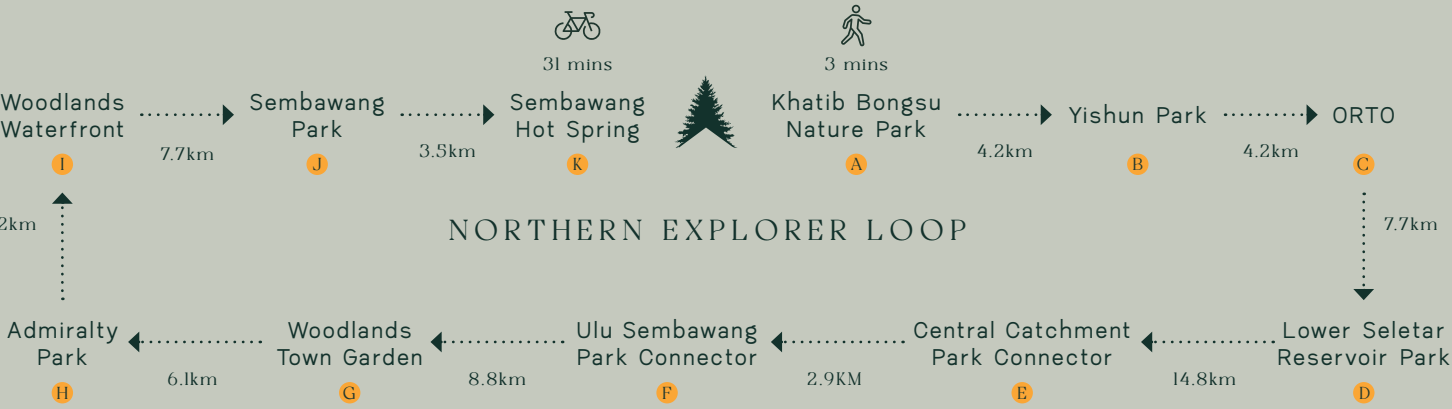 31 mins
3 mins
Woodlands
Waterfront
I
7.7km
Sembawang
Park
J
3.5km
Sembawang
Hot Spring
K
Khatib Bongsu
Nature Park
A
4.2km
Yishun Park
B
4.2km
ORTO
C
2km
NORTHERN EXPLORER LOOP
7.7km
Admiralty
Park
H
6.1km
Woodlands
Town Garden
G
8.8km
Ulu Sembawang
Park Connector
F
2.9KM
Central Catchment
Park Connector
E
14.8km
Lower Seletar
Reservoir Park
D